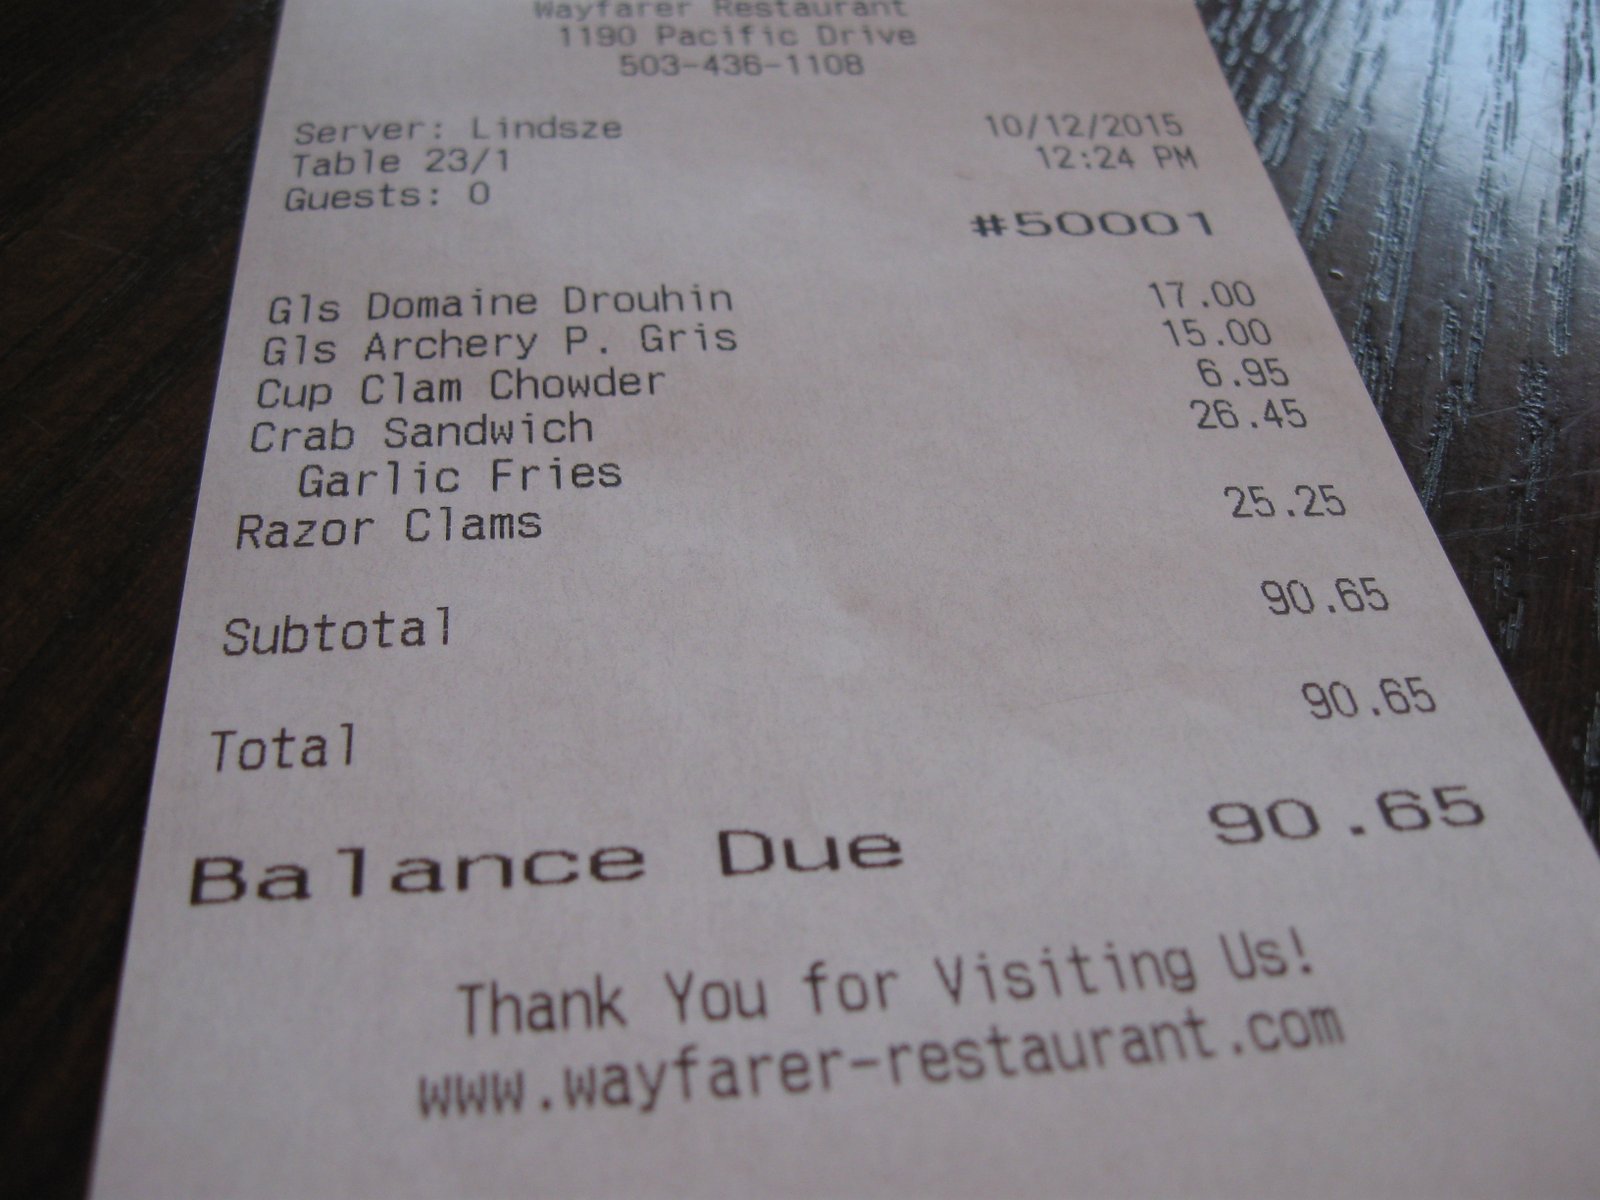 Wayfarer Restaurant
1190 Pacific Drive
503-436-1108
Server: Lindsze 10/12/2015
Table 23/1 12:24 PM
Guests: 0
#50001
Gls Domaine Drouhin 17.00
Gls Archery P. Gris 15.00
Cup Clam Chowder 6.95
Crab Sandwich 26.45
Garlic Fries
Razor Clams 25.25
Subtotal 90.65
Total 90.65
Balance Due 90.65
Thank You for Visiting Us!
www.wayfarer-restaurant.com